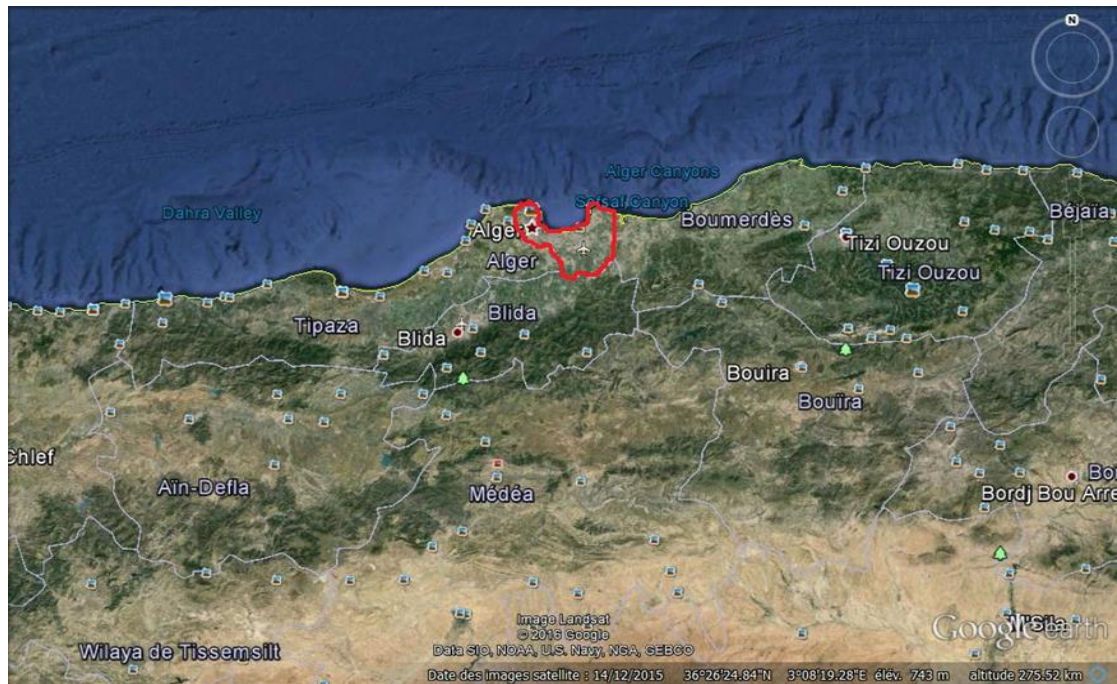 N
Alger Canyons
Dahra Valley
Sefsaf Canyon
Boumerdès
Béjaïa
Alger
Tizi Ouzou
Alger
Tizi Ouzou
Blida
Tipaza
Blida
Bouira
Bouïra
Chlef
Aïn-Defla
Médéa
Bordj Bou Arre
M'Sila
Image Landsat
© 2016 Google
Data SIO, NOAA, U.S. Navy, NGA, GEBCO
Google earth
Wilaya de Tissemsilt
Date des images satellite : 14/12/2015 36°26'24.84"N 3°08'19.28"E élév. 743 m altitude 275.52 km